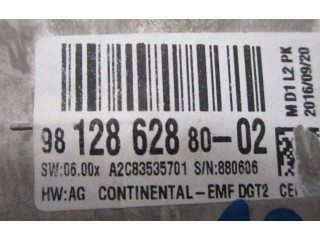 98 128 628 80-02
SW:06.00x A2C83535701 S/N:880606
HW:AG CONTINENTAL-EMF DGT2
M D1 L2 PK
2016/09/20